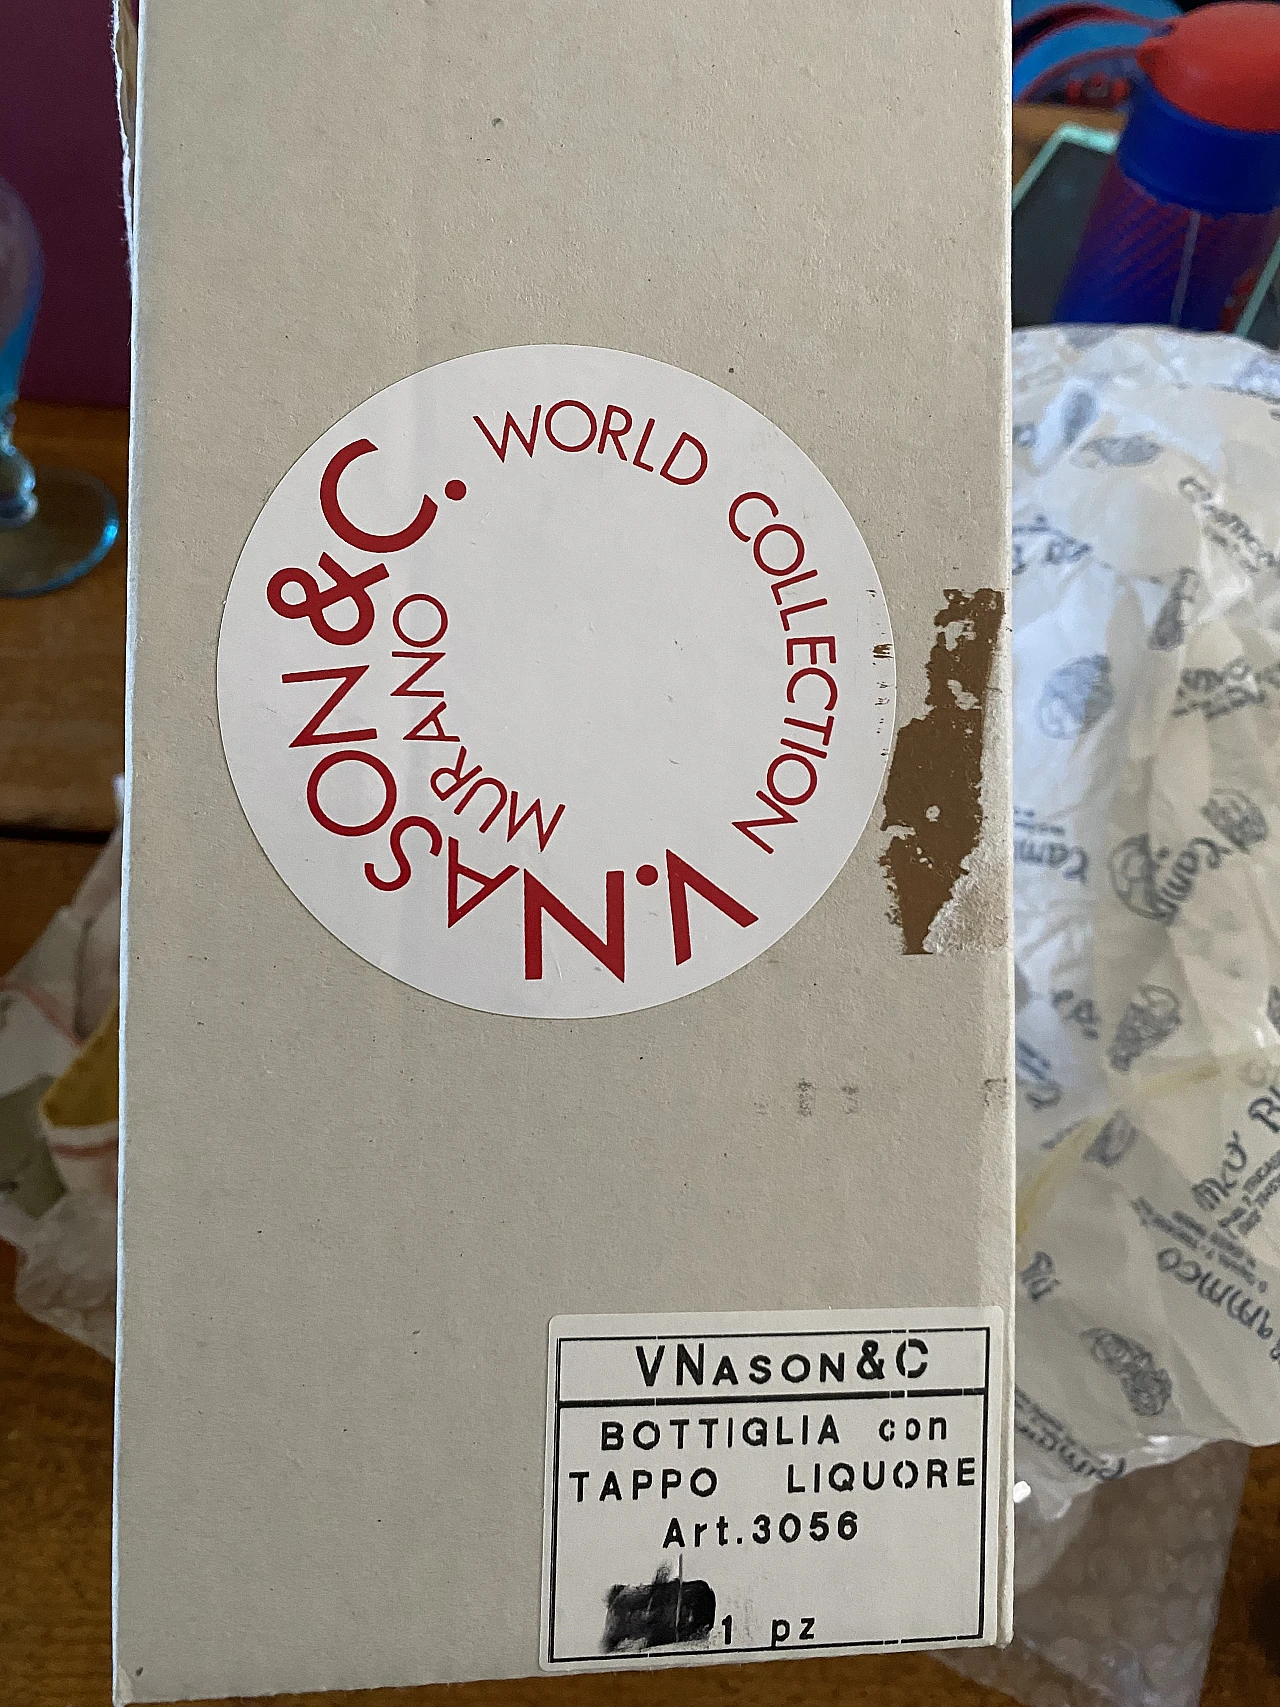 V.NASON&C.
MURANO
WORLD COLLECTION
VNASON&C
BOTTIGLIA con
TAPPO LIQUORE
Art.3056
1 pz